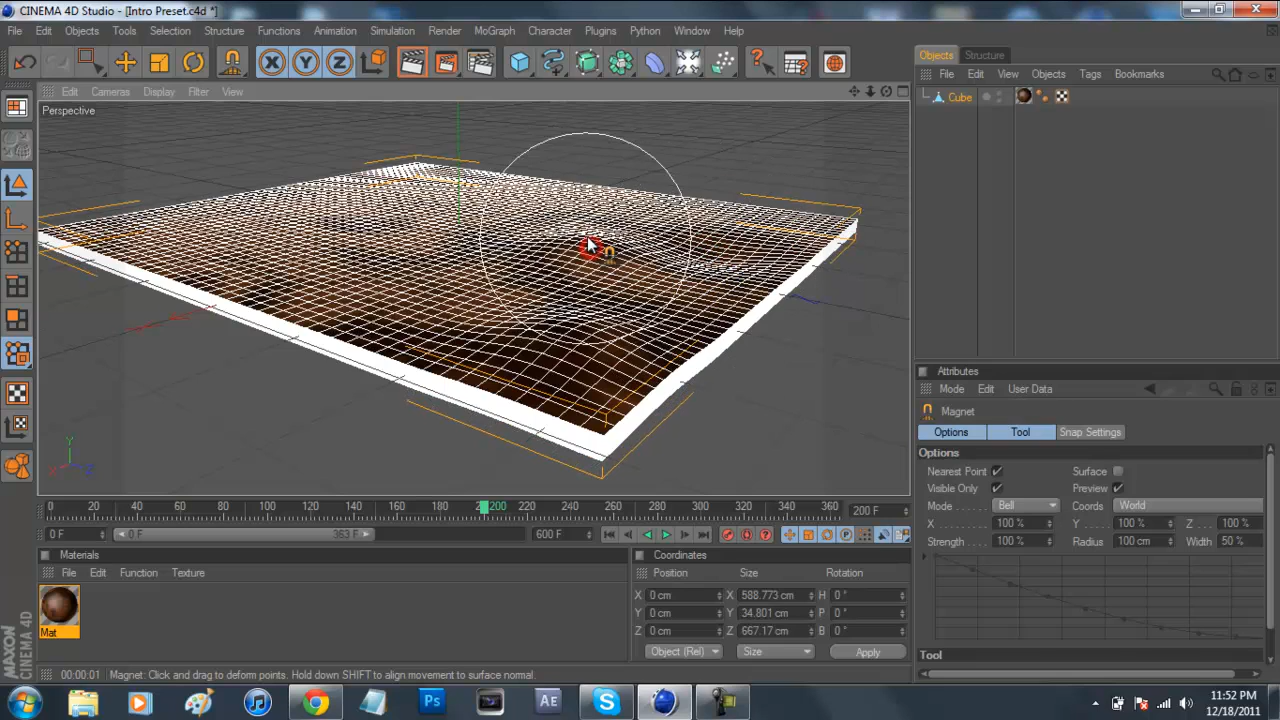 CINEMA 4D Studio - [Intro Preset.c4d *]
File Edit Objects Tools Selection Structure Functions Animation Simulation Render MoGraph Character Plugins Python Window Help
Objects Structure
File Edit View Objects Tags Bookmarks
Edit Cameras Display Filter View
Perspective
Cube
Attributes
Mode Edit User Data
Magnet
Options Tool Snap Settings
Options
Nearest Point Surface
Visible Only Preview
Mode Bell Coords World
X 100 % Y 100 % Z 100 %
Strength 100 % Radius 100 cm Width 50 %
Tool
Y
X Z
0 20 40 60 80 100 120 140 160 180 200 220 240 260 280 300 320 340 360
200 F
0 F 0 F 363 F 600 F
Materials
File Edit Function Texture
Mat
Coordinates
Position Size Rotation
X 0 cm X 588.773 cm H 0 °
Y 0 cm Y 34.801 cm P 0 °
Z 0 cm Z 667.17 cm B 0 °
Object (Rel) Size Apply
MAXON CINEMA 4D
00:00:01 Magnet: Click and drag to deform points. Hold down SHIFT to align movement to surface normal.
11:52 PM
12/18/2011